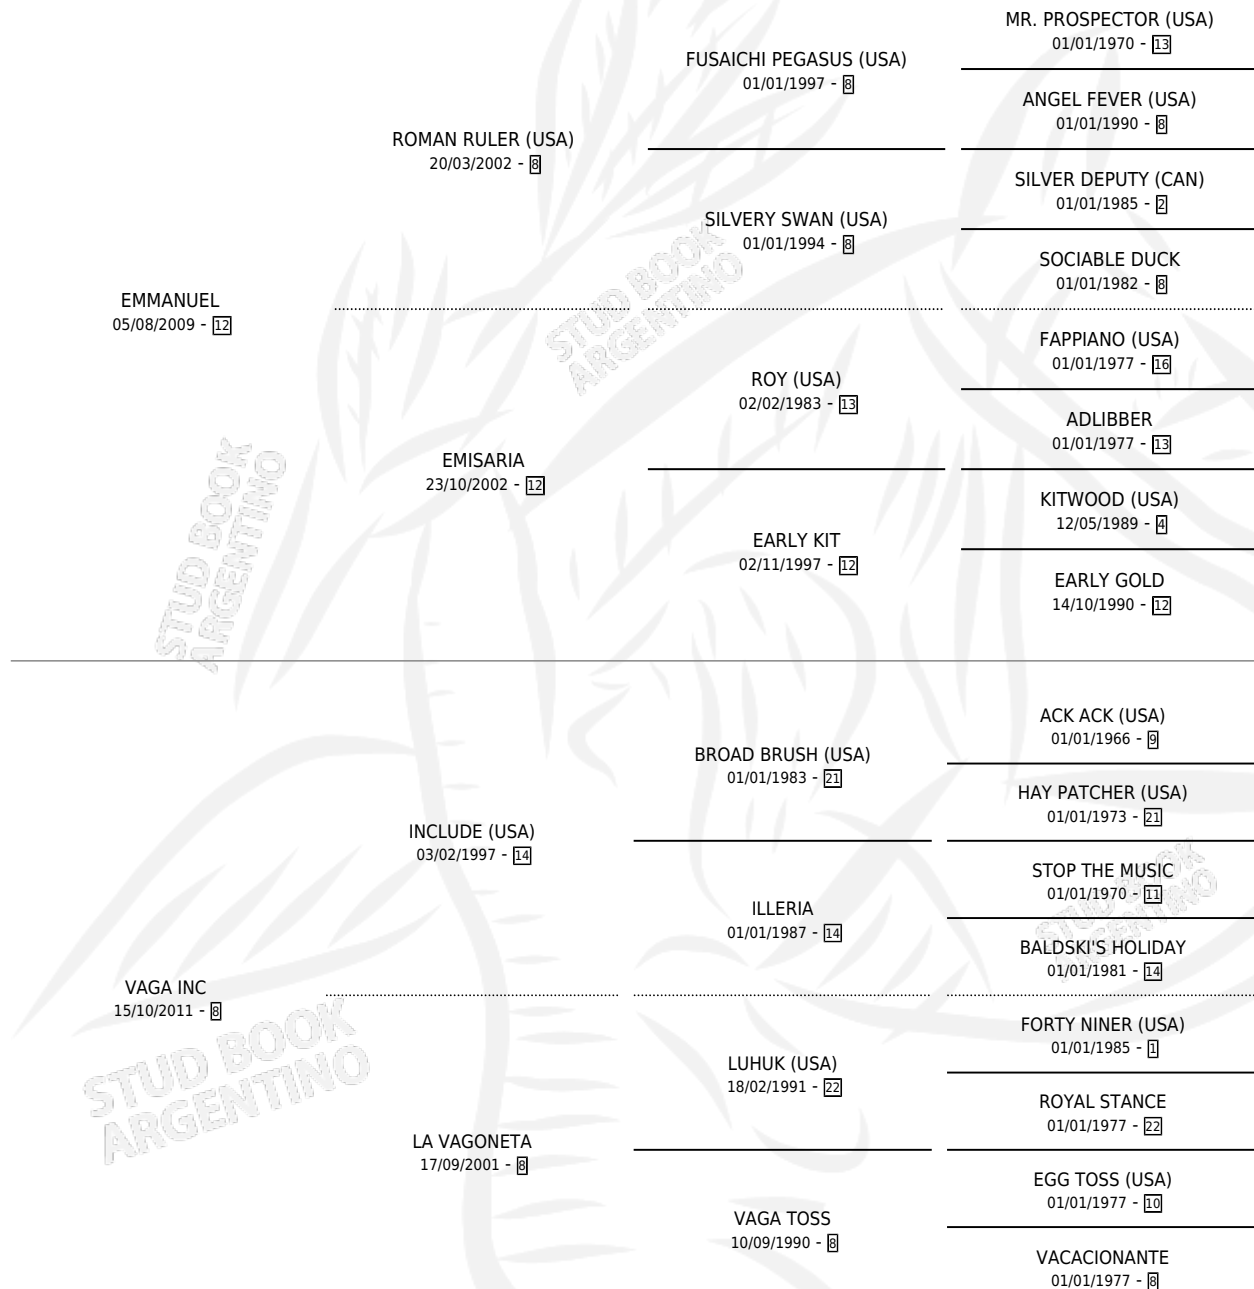 MR. PROSPECTOR (USA)
01/01/1970 - 13
FUSAICHI PEGASUS (USA)
01/01/1997 - 8
ANGEL FEVER (USA)
01/01/1990 - 8
ROMAN RULER (USA)
20/03/2002 - 8
SILVER DEPUTY (CAN)
01/01/1985 - 2
SILVERY SWAN (USA)
01/01/1994 - 8
SOCIABLE DUCK
01/01/1982 - 8
EMMANUEL
05/08/2009 - 12
STUD BOOK
ARGENTINO
FAPPIANO (USA)
01/01/1977 - 16
ROY (USA)
02/02/1983 - 13
ADLIBBER
01/01/1977 - 13
EMISARIA
23/10/2002 - 12
KITWOOD (USA)
12/05/1989 - 4
EARLY KIT
02/11/1997 - 12
EARLY GOLD
14/10/1990 - 12
STUD BOOK
ARGENTINO
ACK ACK (USA)
01/01/1966 - 9
BROAD BRUSH (USA)
01/01/1983 - 21
HAY PATCHER (USA)
01/01/1973 - 21
INCLUDE (USA)
03/02/1997 - 14
STOP THE MUSIC
01/01/1970 - 11
ILLERIA
01/01/1987 - 14
STUD BOOK
ARGENTINO
BALDSKI'S HOLIDAY
01/01/1981 - 14
VAGA INC
15/10/2011 - 8
STUD BOOK
ARGENTINO
FORTY NINER (USA)
01/01/1985 - 1
LUHUK (USA)
18/02/1991 - 22
ROYAL STANCE
01/01/1977 - 22
LA VAGONETA
17/09/2001 - 8
EGG TOSS (USA)
01/01/1977 - 10
VAGA TOSS
10/09/1990 - 8
VACACIONANTE
01/01/1977 - 8